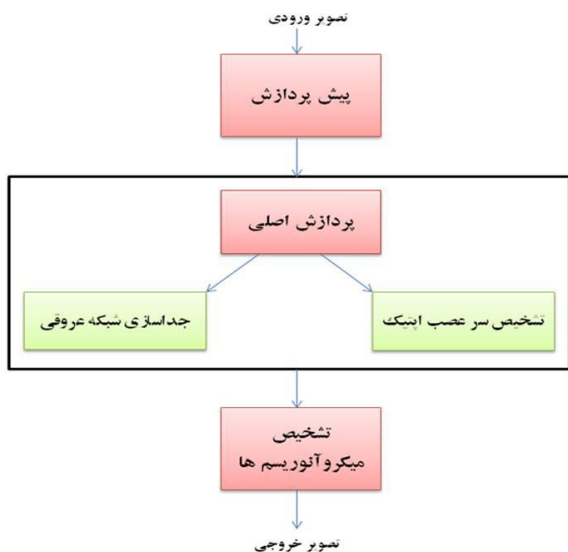 تصویر ورودی
پیش پردازش
پردازش اصلی
تشخیص سر عصب اپتیک
جداسازی شبکه عروقی
تشخیص
میکروآنوریسم ها
تصویر خروجی